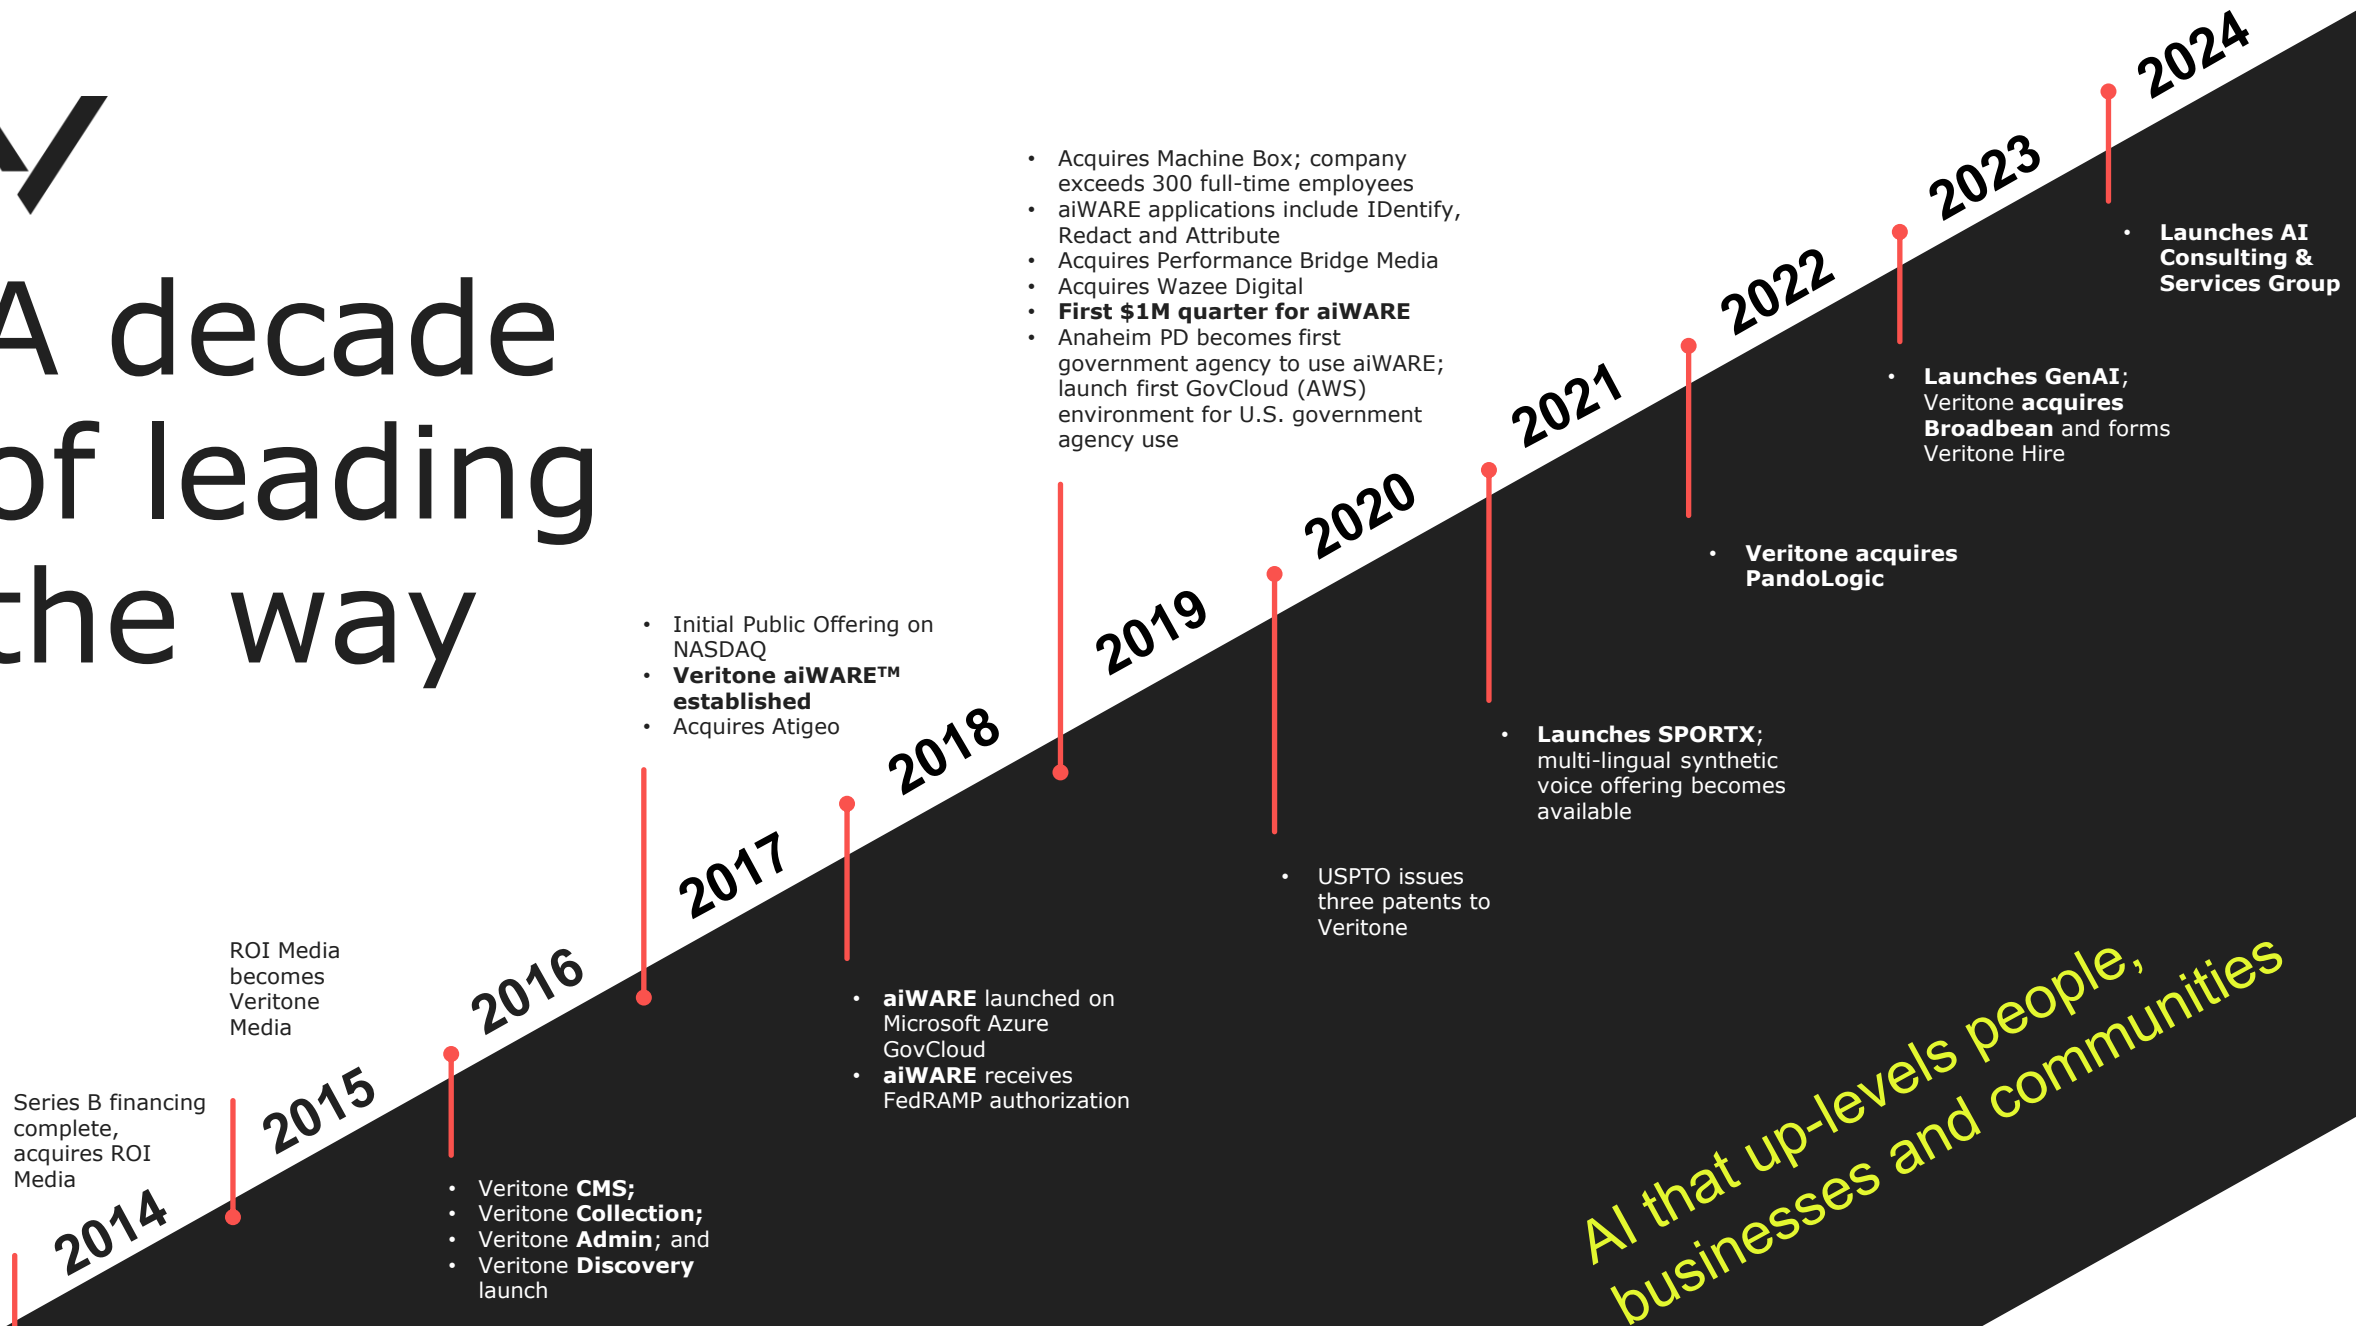 A decade
of leading
the way
Series B financing
complete,
acquires ROI
Media
2014
ROI Media
becomes
Veritone
Media
2015
• Veritone CMS;
• Veritone Collection;
• Veritone Admin; and
• Veritone Discovery
launch
2016
• Initial Public Offering on
NASDAQ
• Veritone aiWARE™
established
• Acquires Atigeo
2017
• aiWARE launched on
Microsoft Azure
GovCloud
• aiWARE receives
FedRAMP authorization
2018
• Acquires Machine Box; company
exceeds 300 full-time employees
• aiWARE applications include IDentify,
Redact and Attribute
• Acquires Performance Bridge Media
• Acquires Wazee Digital
• First $1M quarter for aiWARE
• Anaheim PD becomes first
government agency to use aiWARE;
launch first GovCloud (AWS)
environment for U.S. government
agency use
2019
• USPTO issues
three patents to
Veritone
2020
• Launches SPORTX;
multi-lingual synthetic
voice offering becomes
available
2021
• Veritone acquires
PandoLogic
2022
• Launches GenAI;
Veritone acquires
Broadbean and forms
Veritone Hire
2023
• Launches AI
Consulting &
Services Group
2024
AI that up-levels people,
businesses and communities